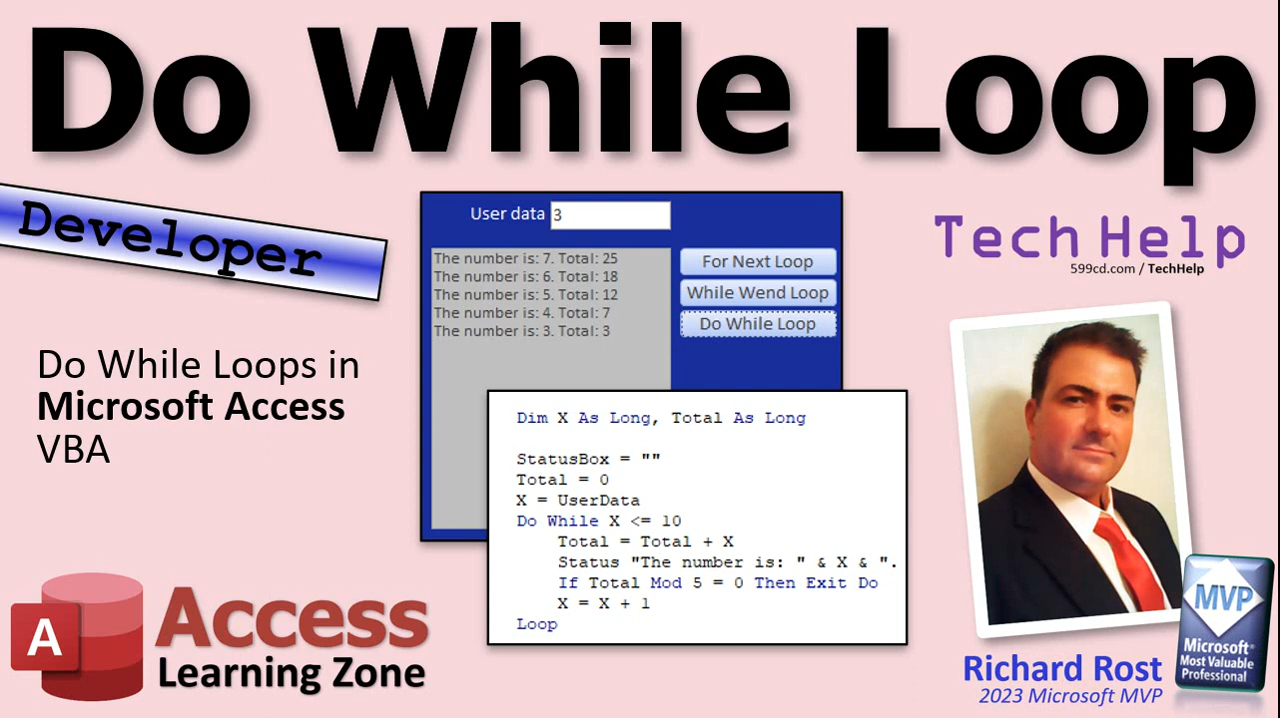 Do While Loop
Developer
TechHelp
599cd.com / TechHelp
User data 3
The number is: 7. Total: 25
The number is: 6. Total: 18
The number is: 5. Total: 12
The number is: 4. Total: 7
The number is: 3. Total: 3
For Next Loop
While Wend Loop
Do While Loop
Do While Loops in
Microsoft Access
VBA
Dim X As Long, Total As Long
StatusBox = ""
Total = 0
X = UserData
Do While X <= 10
Total = Total + X
Status "The number is: " & X & ".
If Total Mod 5 = 0 Then Exit Do
X = X + 1
Loop
A
Access
Learning Zone
MVP
Microsoft®
Most Valuable
Professional
Richard Rost
2023 Microsoft MVP